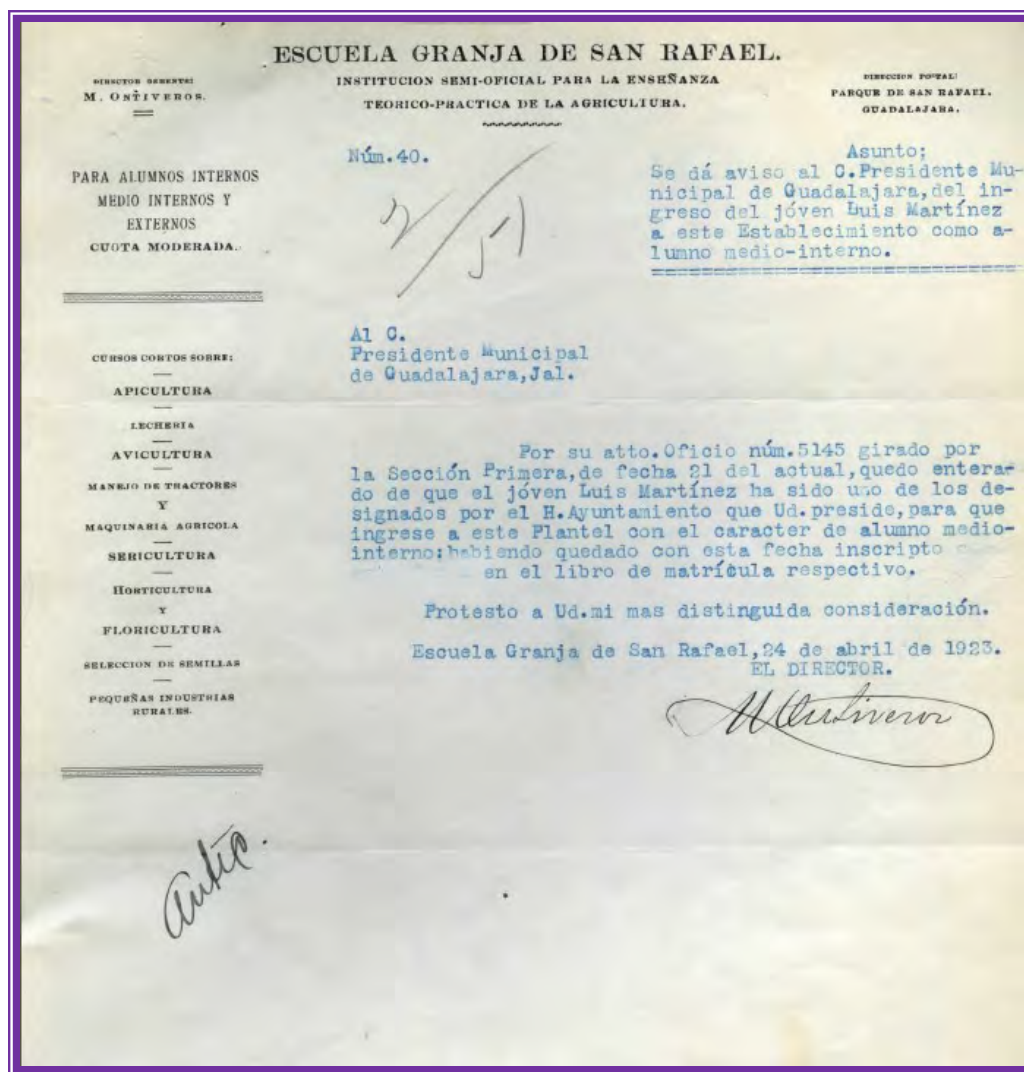 ESCUELA GRANJA DE SAN RAFAEL.
INSTITUCION SEMI-OFICIAL PARA LA ENSEÑANZA
TEORICO-PRACTICA DE LA AGRICULTURA.
DIRECTOR GERENTE:
M. ONTIVEROS.
DIRECCION POSTAL:
PARQUE DE SAN RAFAEL.
GUADALAJARA.
PARA ALUMNOS INTERNOS
MEDIO INTERNOS Y
EXTERNOS
CUOTA MODERADA.
CURSOS CORTOS SOBRE:
APICULTURA
LECHERIA
AVICULTURA
MANEJO DE TRACTORES
Y
MAQUINARIA AGRICOLA
SERICULTURA
HORTICULTURA
Y
FLORICULTURA
SELECCION DE SEMILLAS
PEQUEÑAS INDUSTRIAS
RURALES.
Núm.40.
Asunto:
Se dá aviso al C.Presidente Mu-
nicipal de Guadalajara,del in-
greso del jóven Luis Martínez
a este Establecimiento como a-
lumno medio-interno.
Al C.
Presidente Municipal
de Guadalajara,Jal.
Por su atto.Oficio núm.5145 girado por
la Sección Primera,de fecha 21 del actual,quedo entera-
do de que el jóven Luis Martínez ha sido uno de los de-
signados por el H.Ayuntamiento que Ud.preside,para que
ingrese a este Plantel con el caracter de alumno medio-
interno:habiendo quedado con esta fecha inscripto
en el libro de matrícula respectivo.
Protesto a Ud.mi mas distinguida consideración.
Escuela Granja de San Rafael,24 de abril de 1923.
EL DIRECTOR.
M Ontiveros